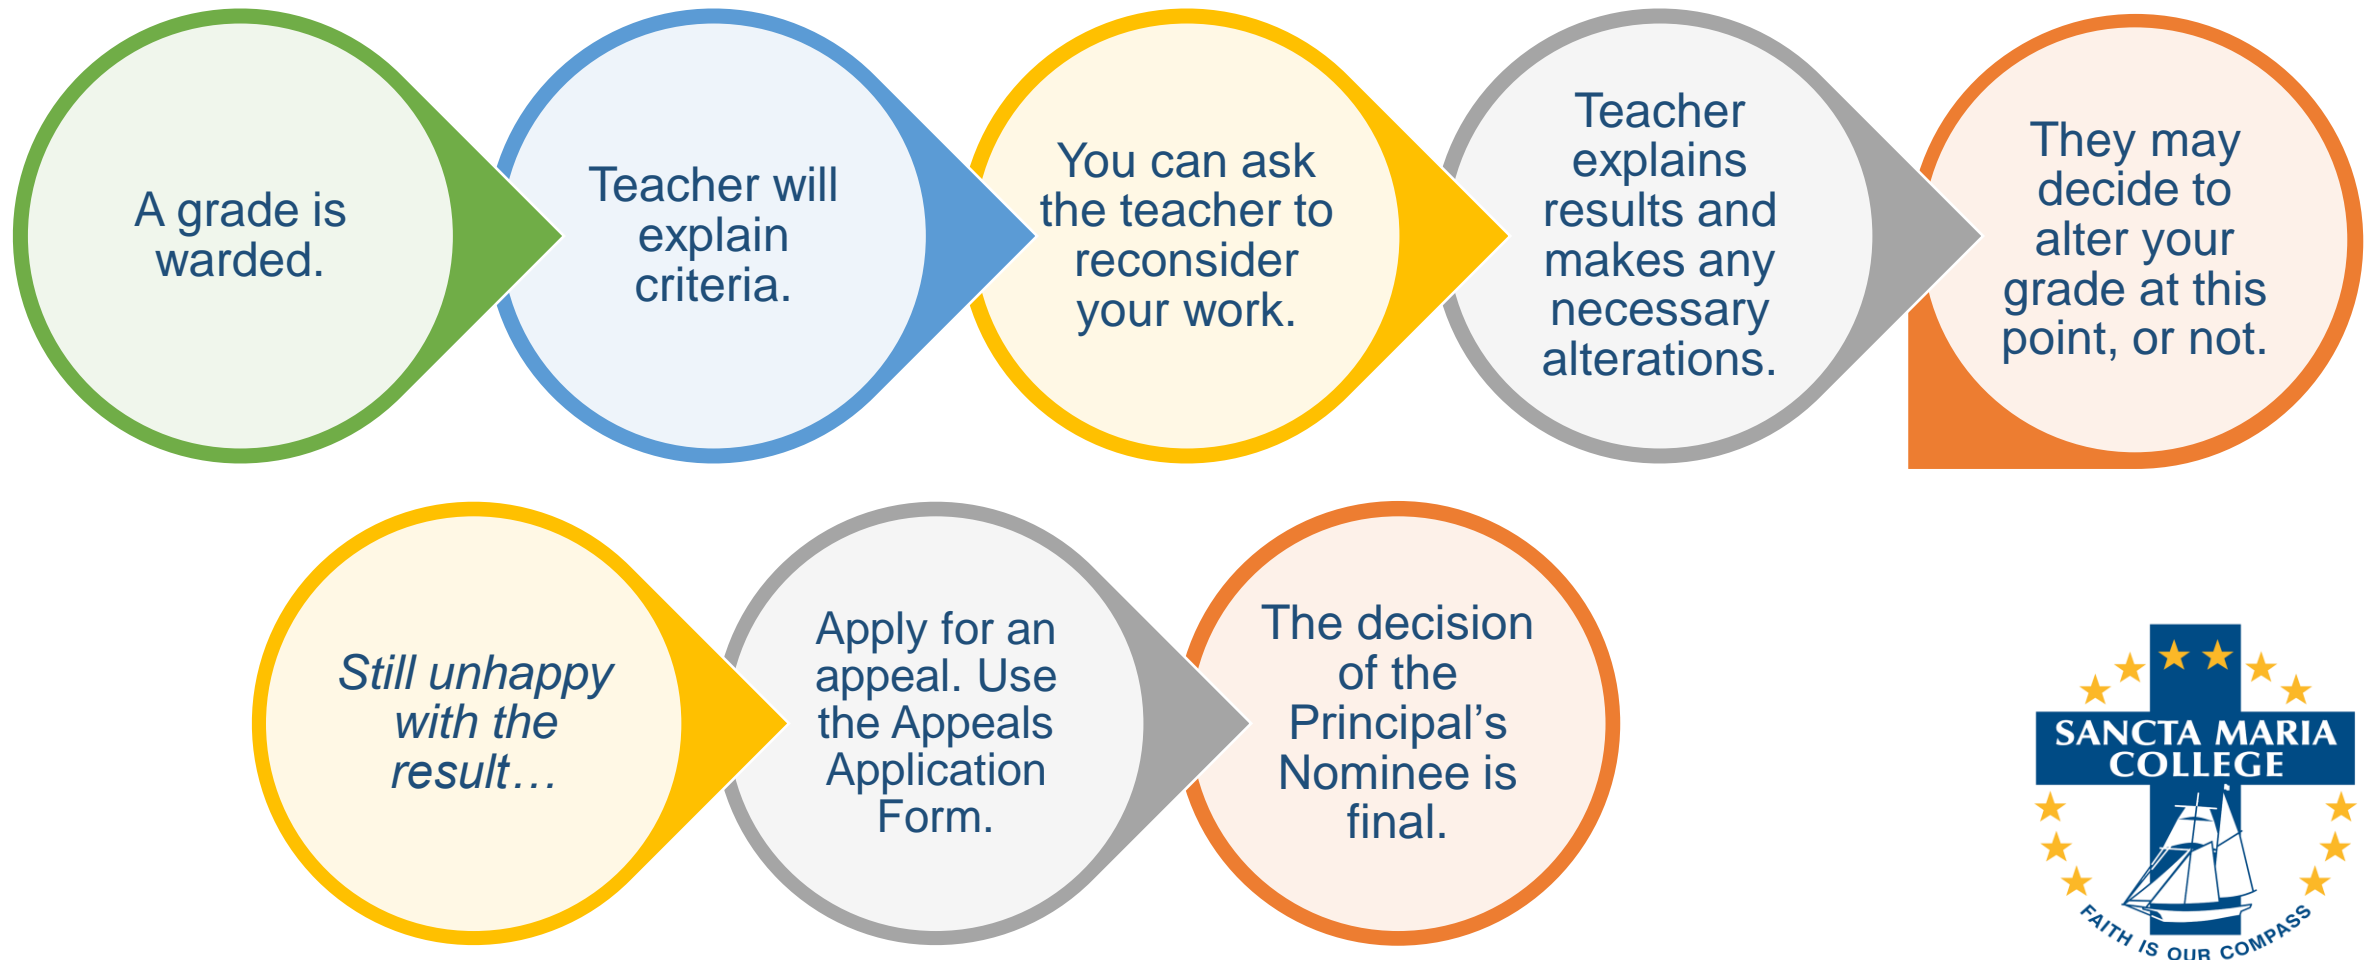 A grade is
warded.
Teacher will
explain
criteria.
You can ask
the teacher to
reconsider
your work.
Teacher
explains
results and
makes any
necessary
alterations.
They may
decide to
alter your
grade at this
point, or not.
Still unhappy
with the
result…
Apply for an
appeal. Use
the Appeals
Application
Form.
The decision
of the
Principal’s
Nominee is
final.
SANCTA MARIA
COLLEGE
FAITH IS OUR COMPASS